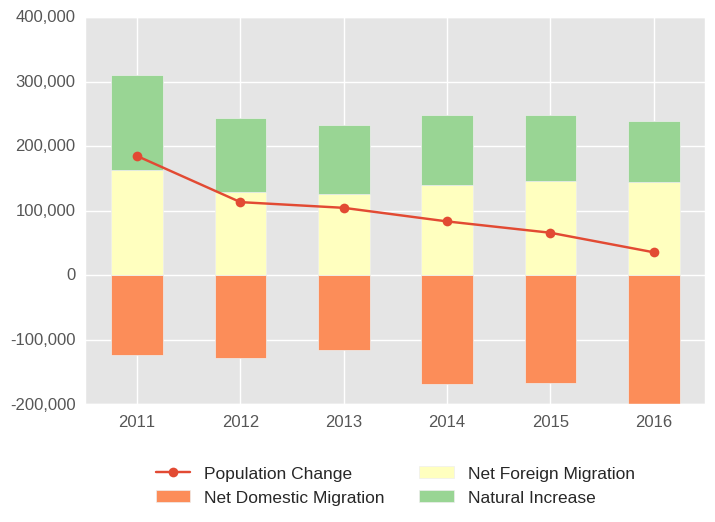 400,000
300,000
200,000
100,000
0
-100,000
-200,000
2011 2012 2013 2014 2015 2016
Population Change Net Foreign Migration
Net Domestic Migration Natural Increase